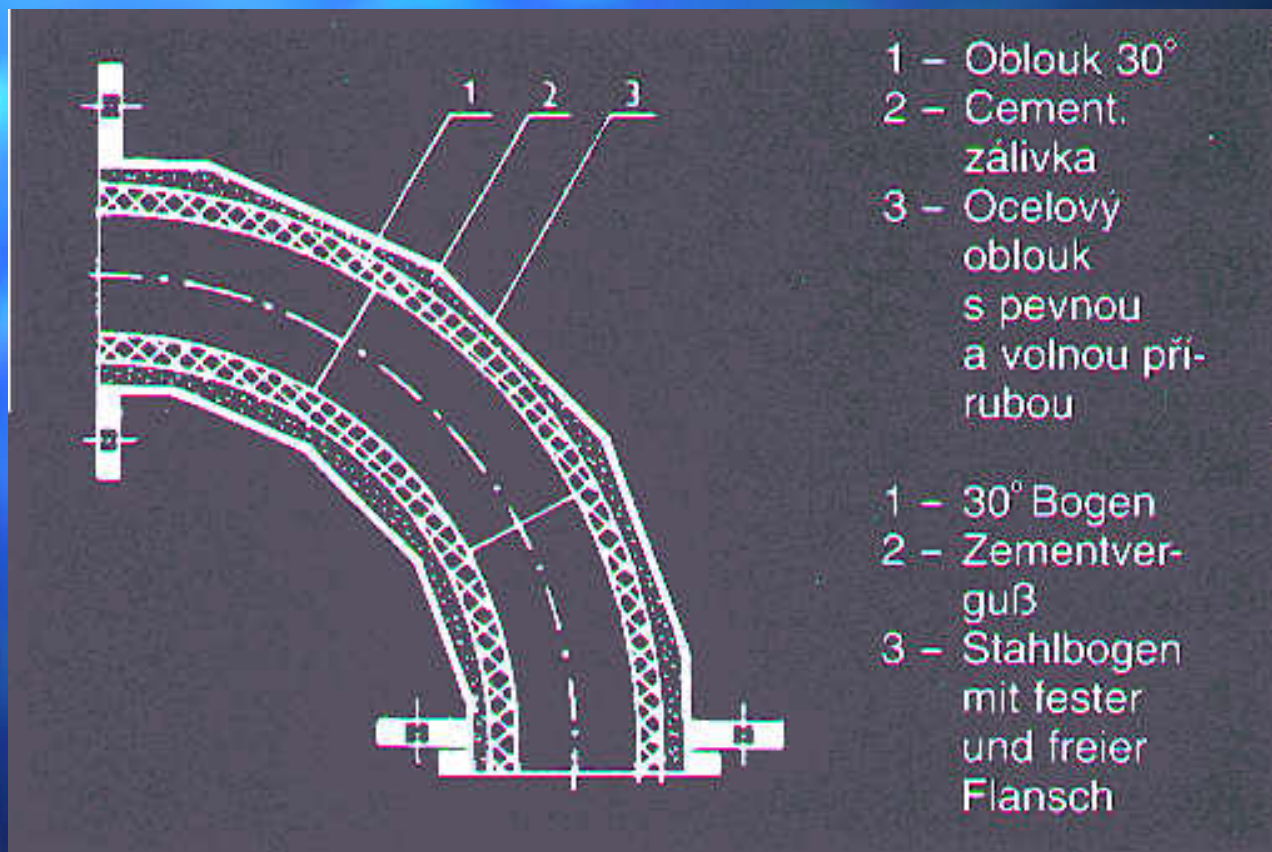 1 2 3
1 – Oblouk 30°
2 – Cement.
zálivka
3 – Ocelový
oblouk
s pevnou
a volnou pří-
rubou
1 – 30° Bogen
2 – Zementver-
guß
3 – Stahlbogen
mit fester
und freier
Flansch